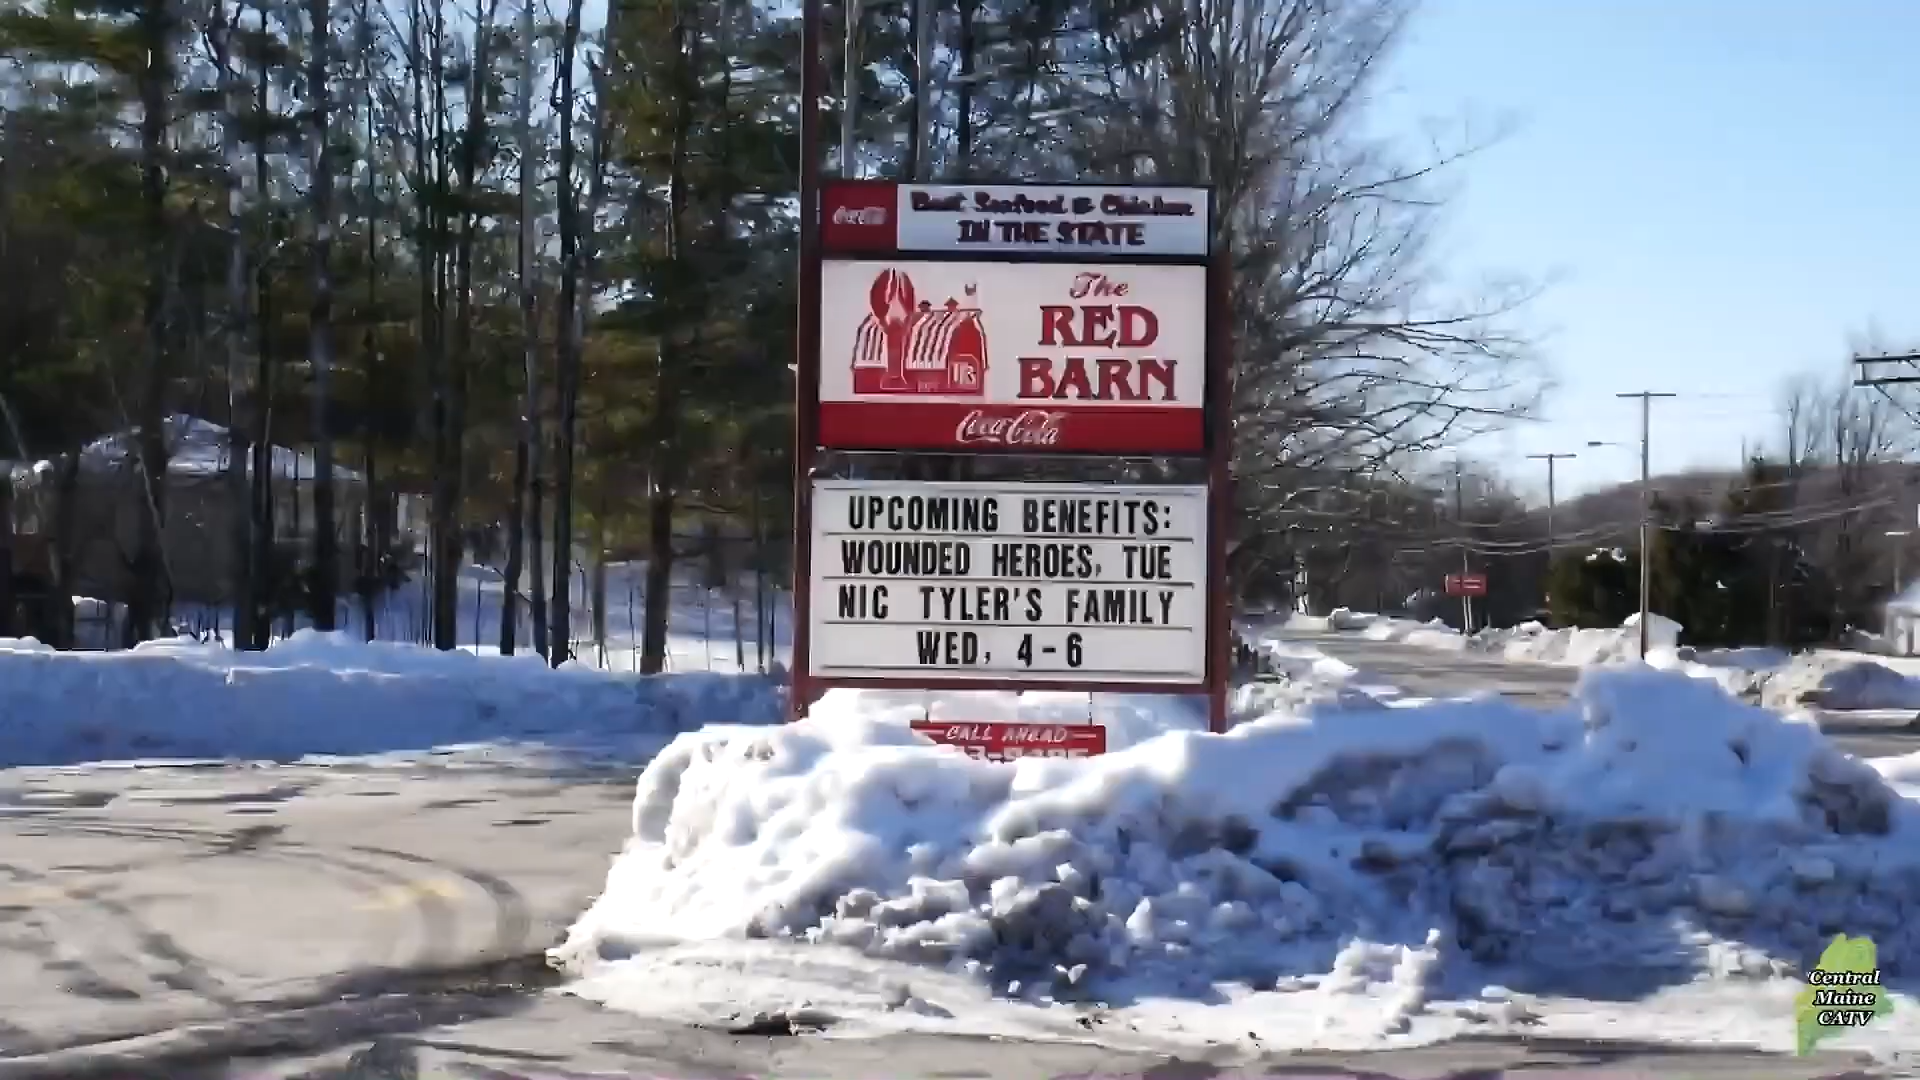 Coca-Cola
Best Seafood & Chicken
IN THE STATE
The
RED
BARN
Coca-Cola
UPCOMING BENEFITS:
WOUNDED HEROES, TUE
NIC TYLER'S FAMILY
WED, 4-6
CALL AHEAD
Central
Maine
CATV